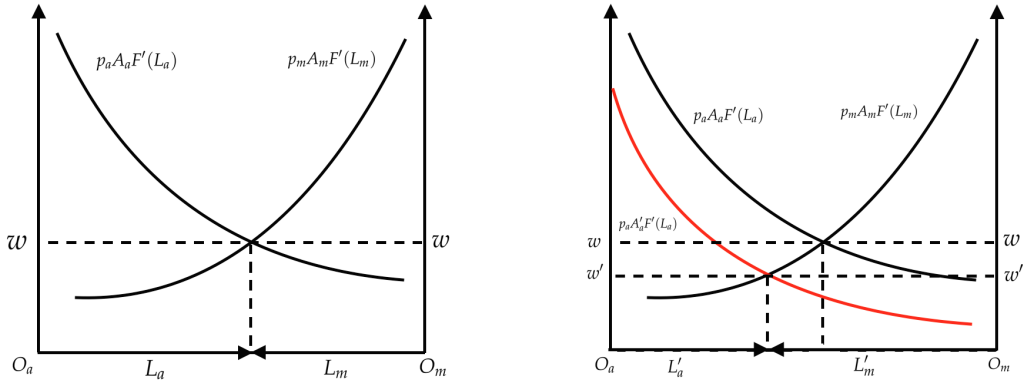 p_a A_a F′(L_a)
p_m A_m F′(L_m)
w
w
O_a
L_a
L_m
O_m
p_a A_a F′(L_a)
p_m A_m F′(L_m)
p_a A′_a F′(L_a)
w
w
w′
w′
O_a
L′_a
L′_m
O_m